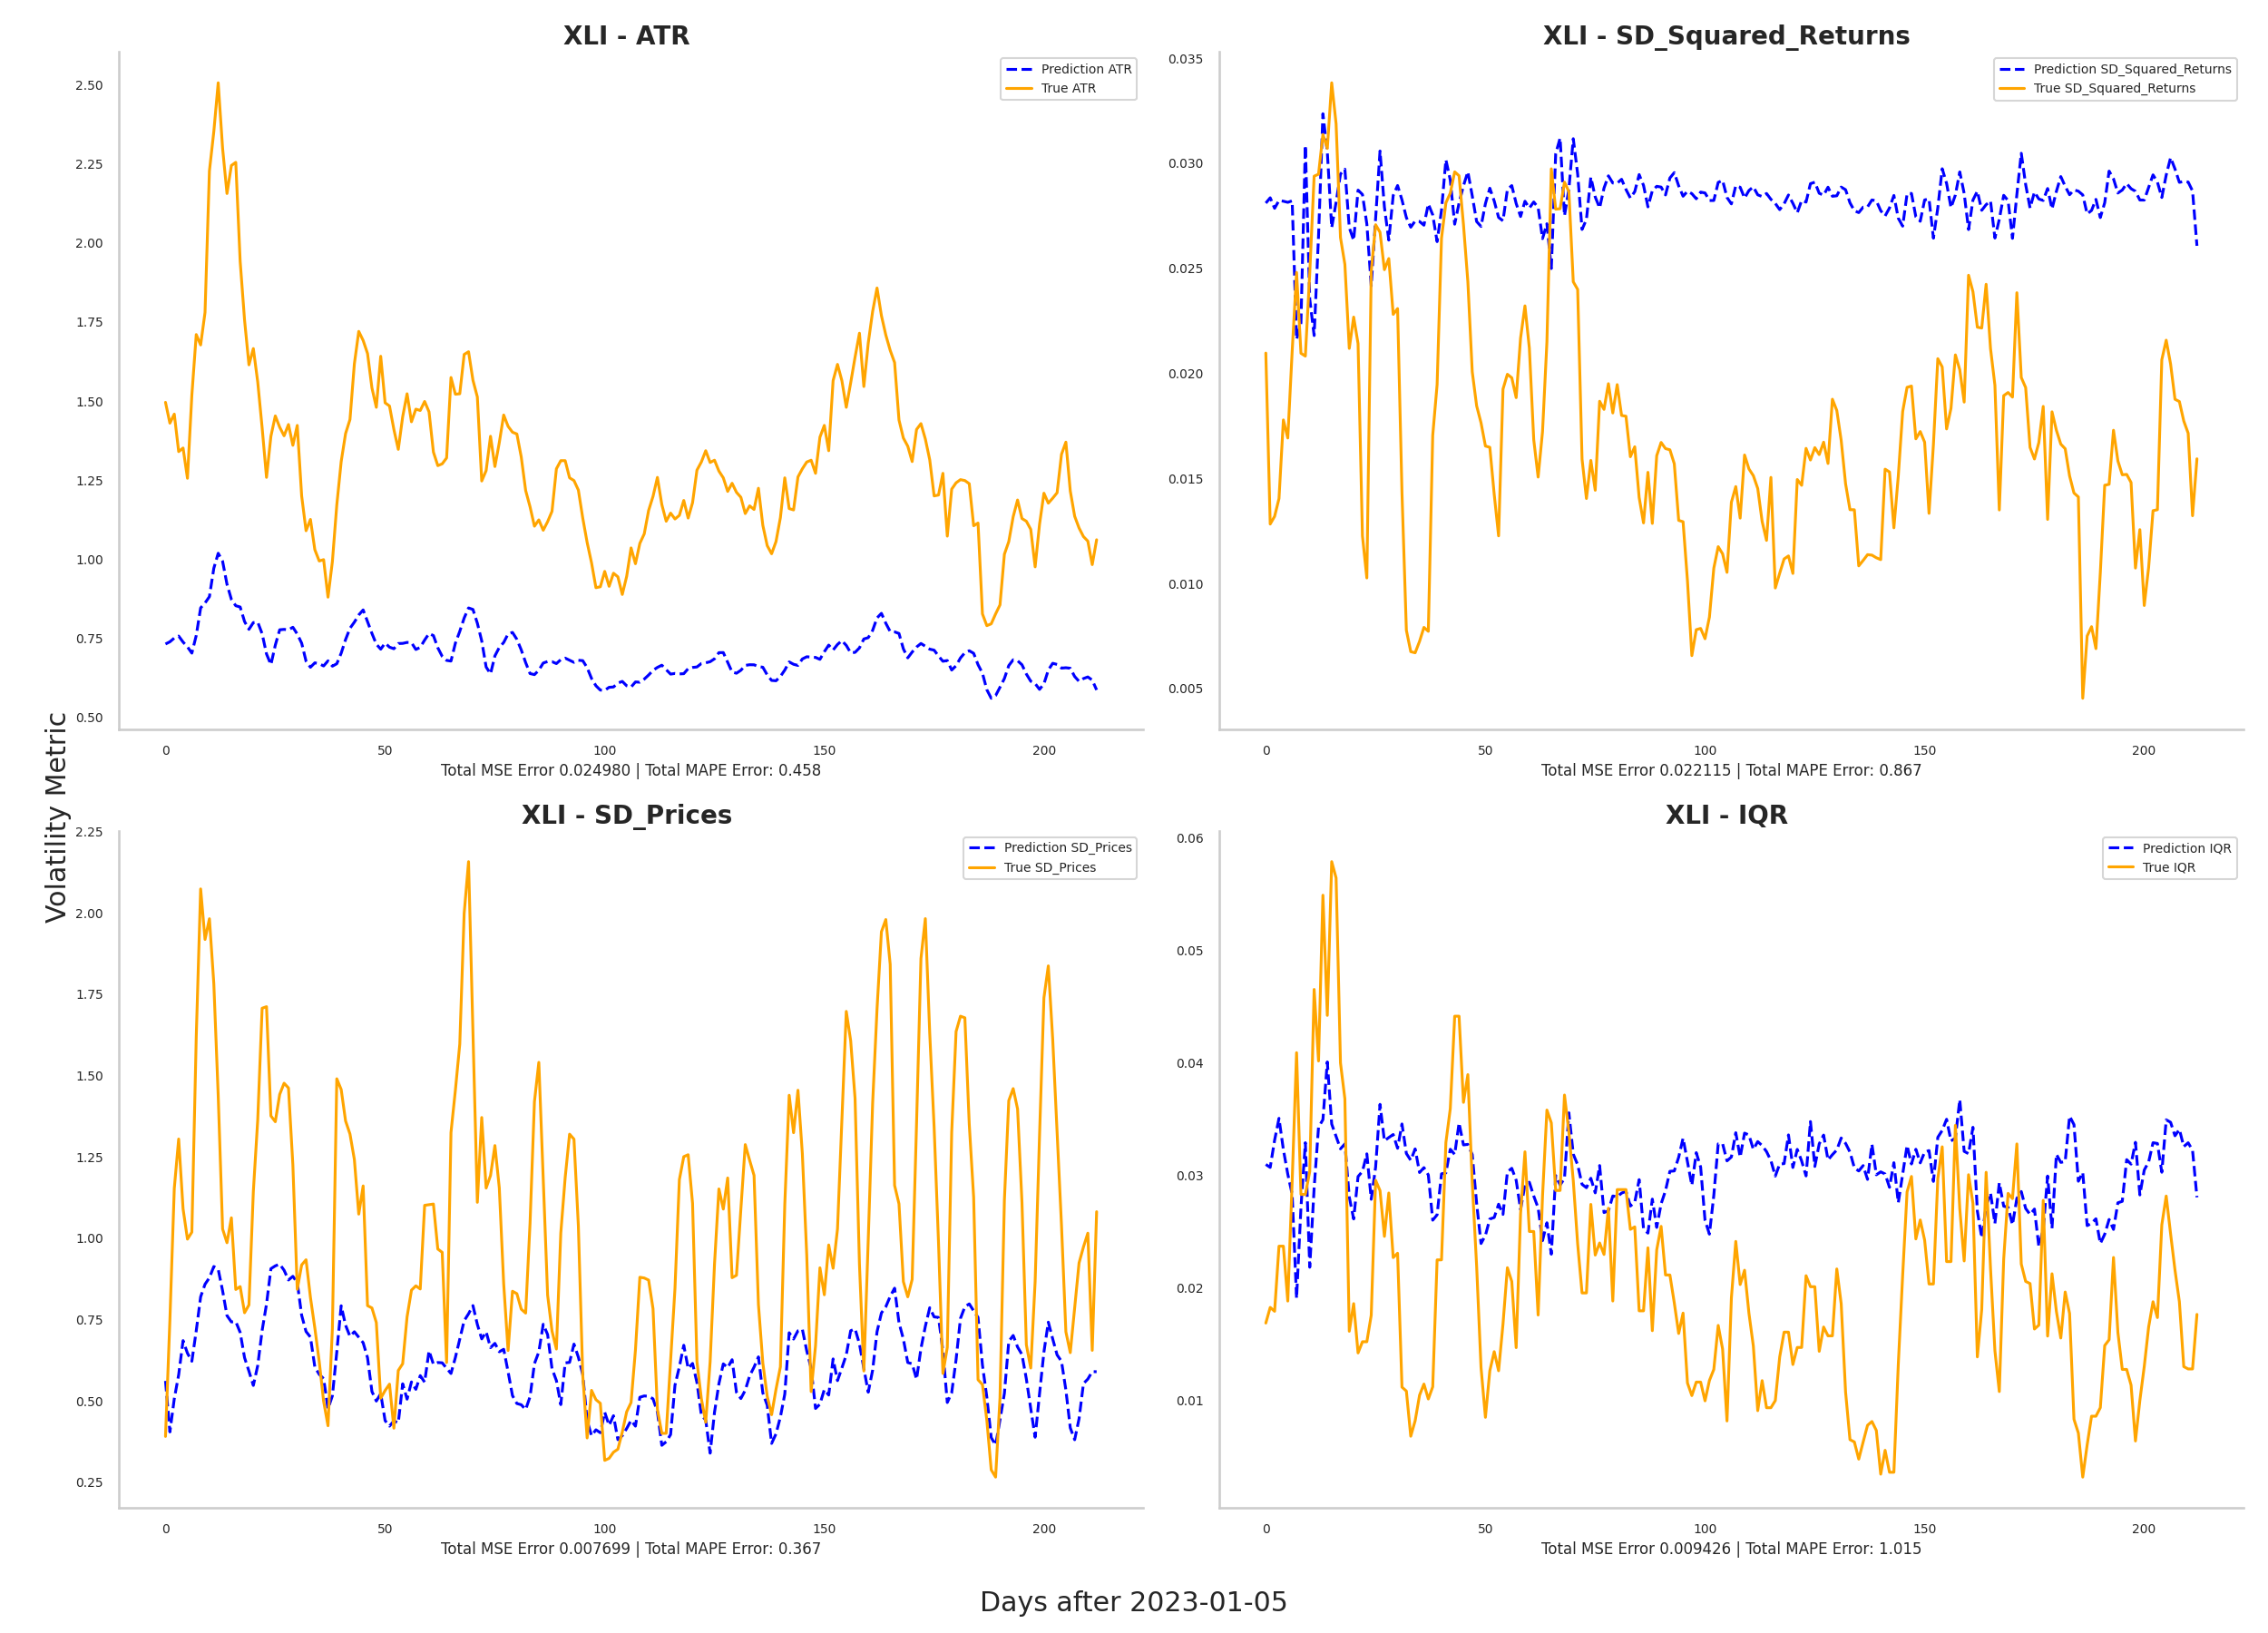 XLI - ATR
Prediction ATR
True ATR
2.50
2.25
2.00
1.75
1.50
1.25
1.00
0.75
0.50
0
50
100
150
200
Total MSE Error 0.024980 | Total MAPE Error: 0.458
XLI - SD_Squared_Returns
Prediction SD_Squared_Returns
True SD_Squared_Returns
0.035
0.030
0.025
0.020
0.015
0.010
0.005
0
50
100
150
200
Total MSE Error 0.022115 | Total MAPE Error: 0.867
Volatility Metric
XLI - SD_Prices
Prediction SD_Prices
True SD_Prices
2.25
2.00
1.75
1.50
1.25
1.00
0.75
0.50
0.25
0
50
100
150
200
Total MSE Error 0.007699 | Total MAPE Error: 0.367
XLI - IQR
Prediction IQR
True IQR
0.06
0.05
0.04
0.03
0.02
0.01
0
50
100
150
200
Total MSE Error 0.009426 | Total MAPE Error: 1.015
Days after 2023-01-05